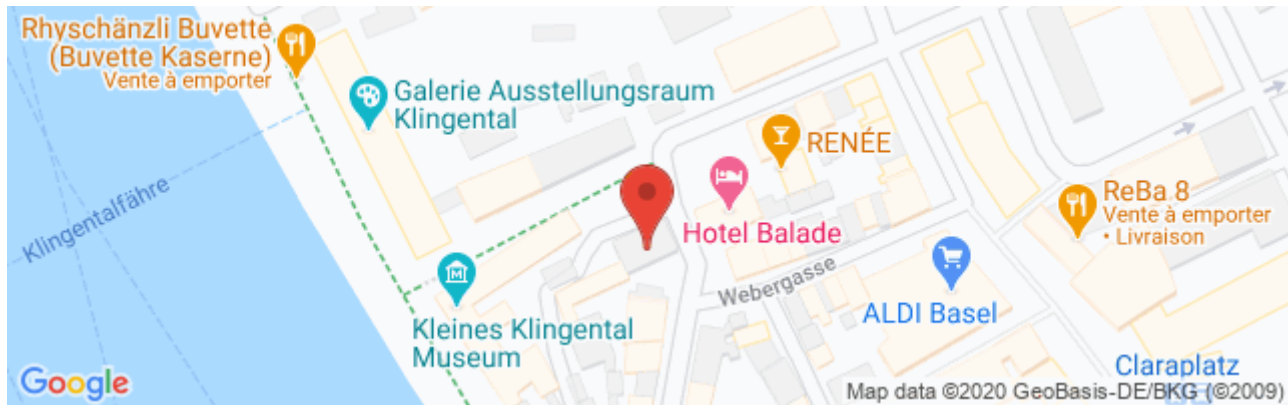 Rhyschänzli Buvette
(Buvette Kaserne)
Vente à emporter
Galerie Ausstellungsraum
Klingental
RENÉE
ReBa 8
Vente à emporter
• Livraison
Klingentalfähre
Hotel Balade
Webergasse
ALDI Basel
Kleines Klingental
Museum
Claraplatz
Google
Map data ©2020 GeoBasis-DE/BKG (©2009)